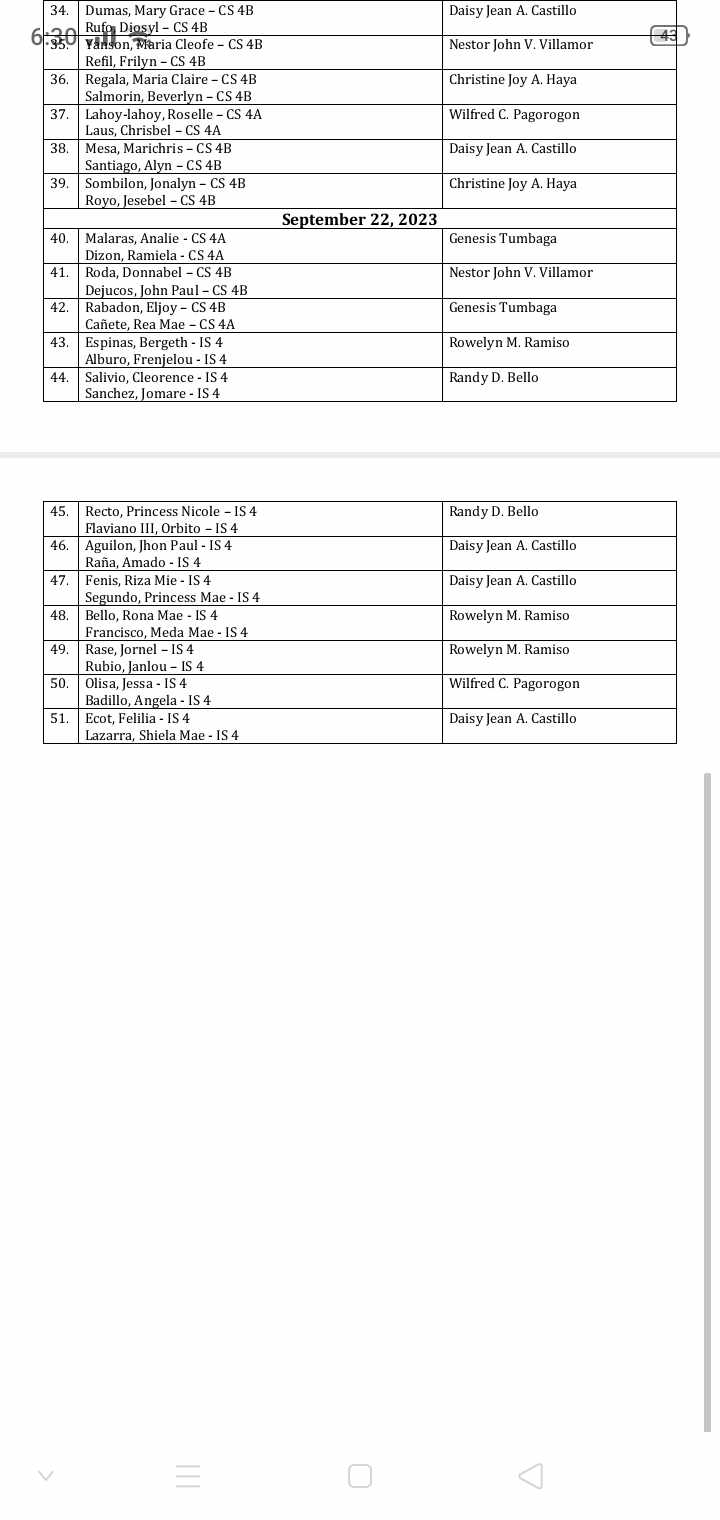 34. Dumas, Mary Grace – CS 4B Daisy Jean A. Castillo
Rufo, Diosyl – CS 4B
6:30 43
35. Yanson, Maria Cleofe – CS 4B Nestor John V. Villamor
Refil, Frilyn – CS 4B
36. Regala, Maria Claire – CS 4B Christine Joy A. Haya
Salmorin, Beverlyn – CS 4B
37. Lahoy-lahoy, Roselle – CS 4A Wilfred C. Pagorogon
Laus, Chrisbel – CS 4A
38. Mesa, Marichris – CS 4B Daisy Jean A. Castillo
Santiago, Alyn – CS 4B
39. Sombilon, Jonalyn – CS 4B Christine Joy A. Haya
Royo, Jesebel – CS 4B
September 22, 2023
40. Malaras, Analie - CS 4A Genesis Tumbaga
Dizon, Ramiela - CS 4A
41. Roda, Donnabel – CS 4B Nestor John V. Villamor
Dejucos, John Paul – CS 4B
42. Rabadon, Eljoy – CS 4B Genesis Tumbaga
Cañete, Rea Mae – CS 4A
43. Espinas, Bergeth - IS 4 Rowelyn M. Ramiso
Alburo, Frenjelou - IS 4
44. Salivio, Cleorence - IS 4 Randy D. Bello
Sanchez, Jomare - IS 4
45. Recto, Princess Nicole – IS 4 Randy D. Bello
Flaviano III, Orbito – IS 4
46. Aguilon, Jhon Paul - IS 4 Daisy Jean A. Castillo
Raña, Amado - IS 4
47. Fenis, Riza Mie - IS 4 Daisy Jean A. Castillo
Segundo, Princess Mae - IS 4
48. Bello, Rona Mae - IS 4 Rowelyn M. Ramiso
Francisco, Meda Mae - IS 4
49. Rase, Jornel – IS 4 Rowelyn M. Ramiso
Rubio, Janlou – IS 4
50. Olisa, Jessa - IS 4 Wilfred C. Pagorogon
Badillo, Angela - IS 4
51. Ecot, Felilia - IS 4 Daisy Jean A. Castillo
Lazarra, Shiela Mae - IS 4